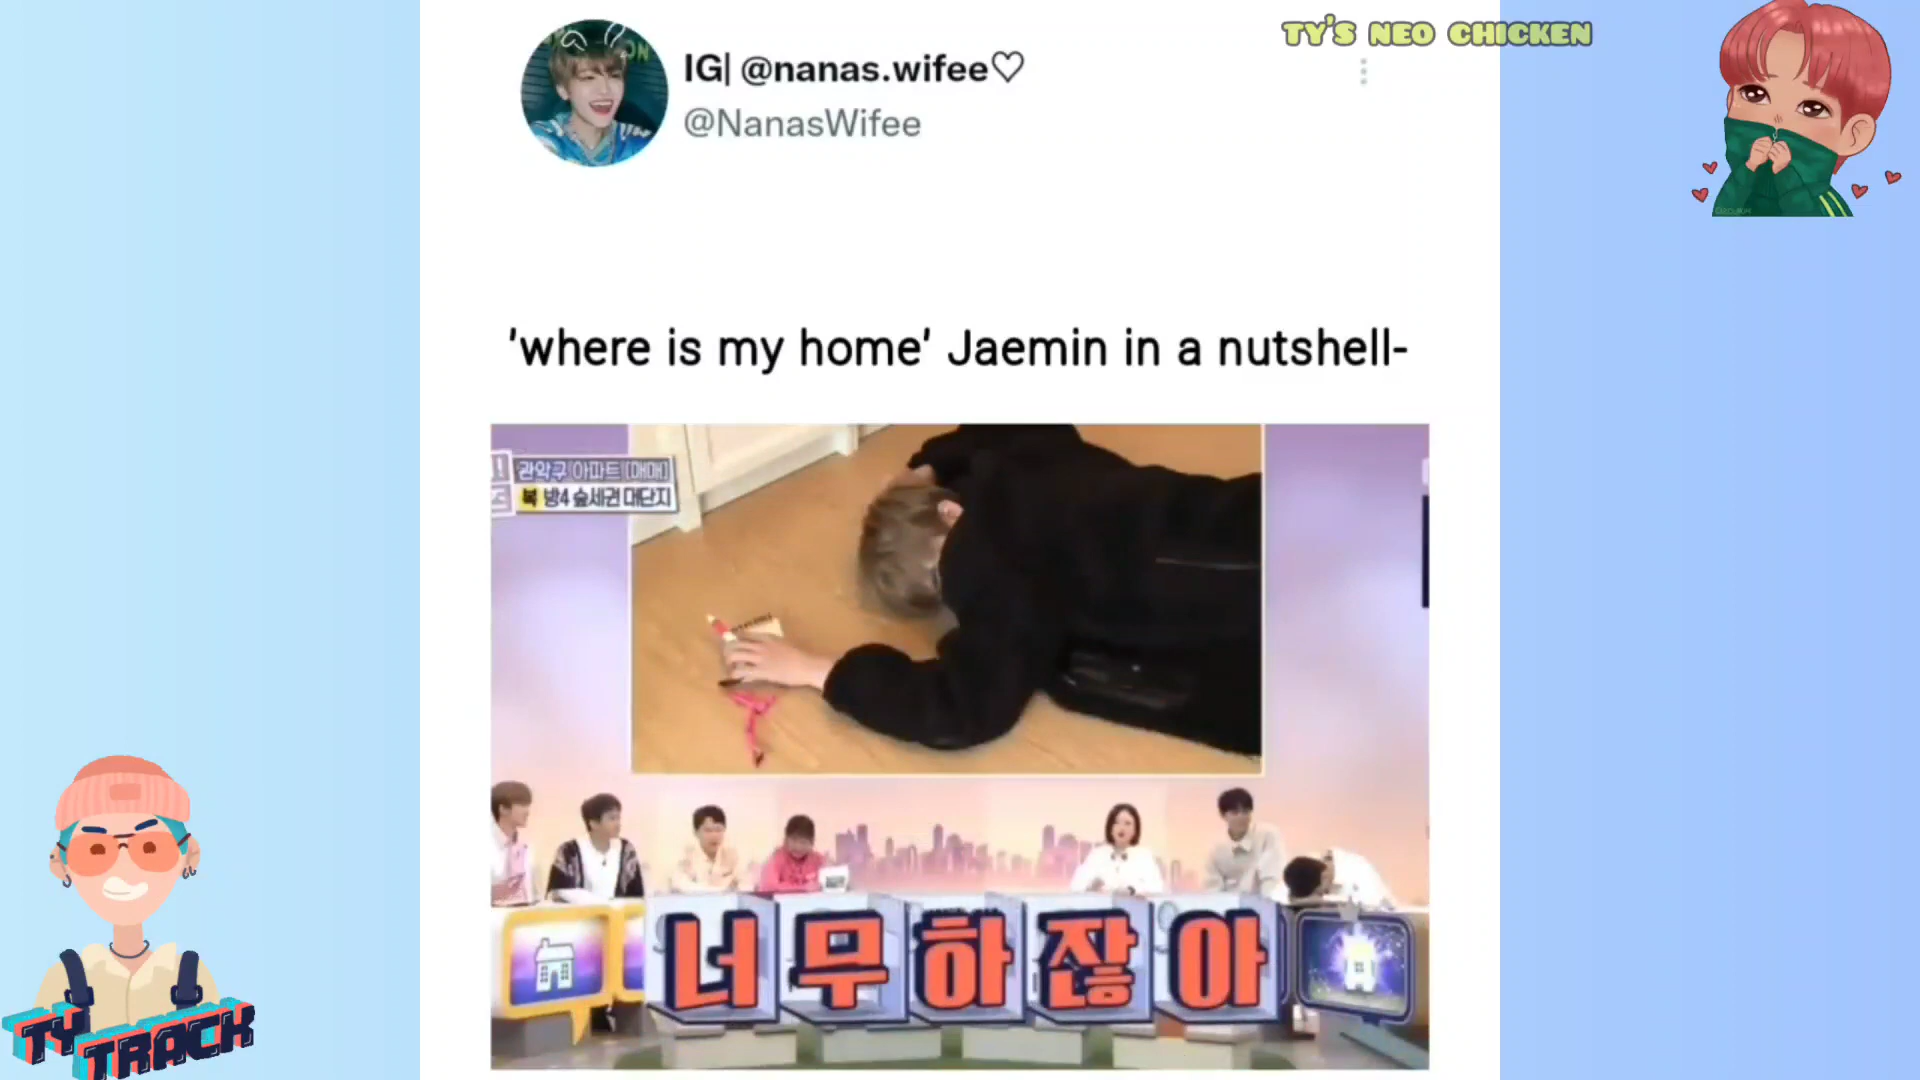 TY'S NEO CHICKEN
IG| @nanas.wifee♡
@NanasWifee
'where is my home' Jaemin in a nutshell-
관악구 아파트 [매매]
복 방4 숲세권 대단지
너무하잖아
TY TRACK